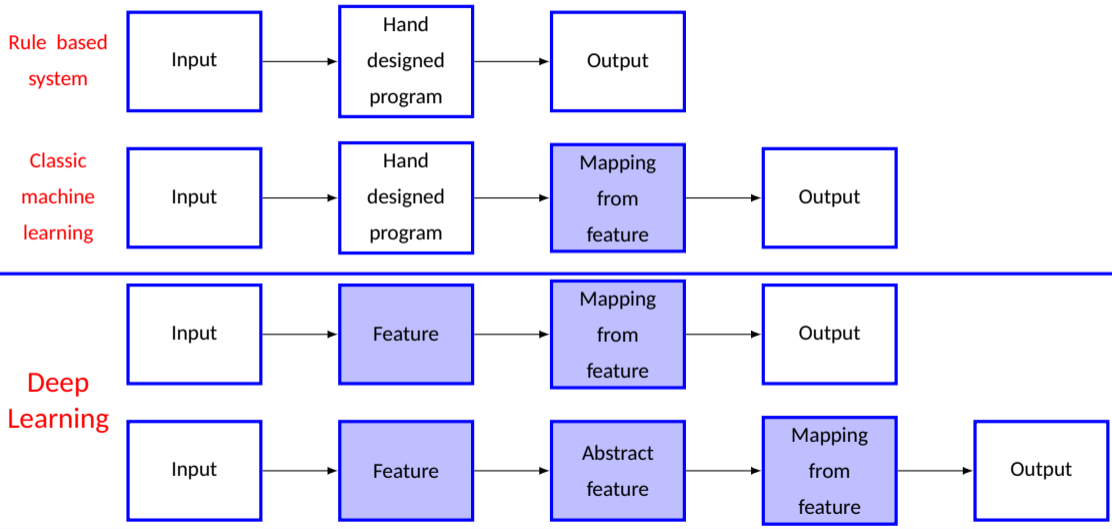 Rule based
system
Input
Hand
designed
program
Output
Classic
machine
learning
Input
Hand
designed
program
Mapping
from
feature
Output
Deep
Learning
Input
Feature
Mapping
from
feature
Output
Input
Feature
Abstract
feature
Mapping
from
feature
Output